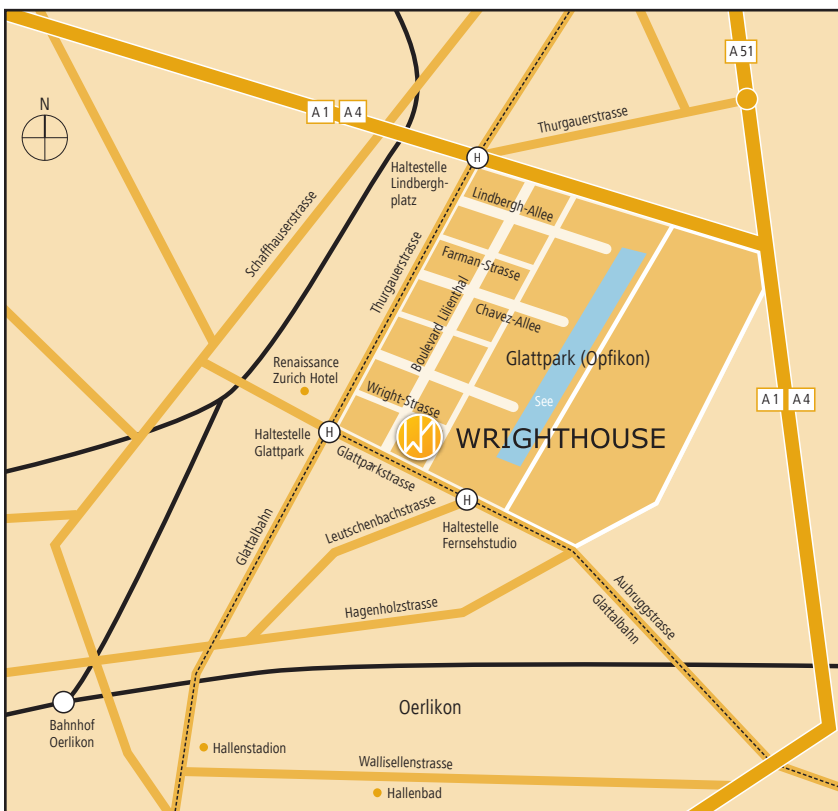 A 51
N
A 1 A 4
Thurgauerstrasse
H
Haltestelle
Lindbergh-
platz
Lindbergh-Allee
Schaffhauserstrasse
Thurgauerstrasse
Farman-Strasse
Boulevard Lilienthal
Chavez-Allee
Renaissance
Zurich Hotel
Glattpark (Opfikon)
Wright-Strasse
See
A 1 A 4
H
Haltestelle
Glattpark
WRIGHTHOUSE
Glattparkstrasse
H
Leutschenbachstrasse
Glattalbahn
Haltestelle
Fernsehstudio
Hagenholzstrasse
Aubruggstrasse
Glattalbahn
Oerlikon
Bahnhof
Oerlikon
Hallenstadion
Wallisellenstrasse
Hallenbad